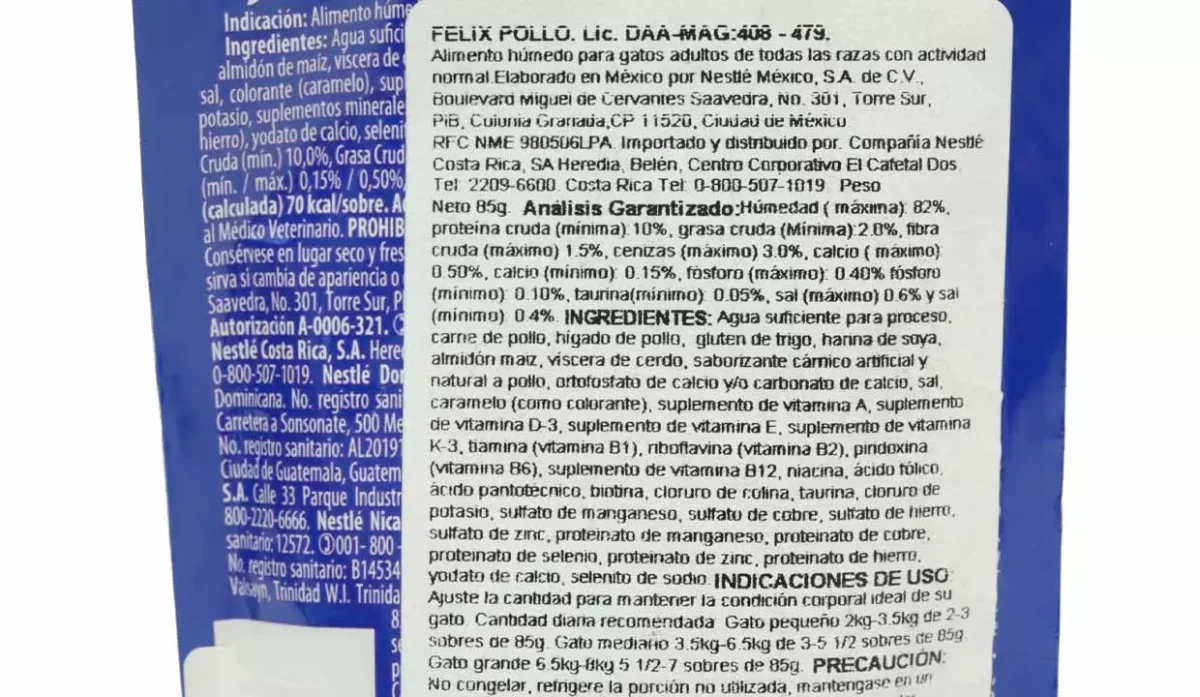 Indicación: Alimento húme
Ingredientes: Agua sufici
almidón de maíz, víscera de
sal, colorante (caramelo), sup
potasio, suplementos minerale
hierro), yodato de calcio, selenit
Cruda (mín.) 10,0%, Grasa Crud
(mín. / máx.) 0,15% / 0,50%,
(calculada) 70 kcal/sobre. A
al Médico Veterinario. PROHIB
Consérvese en lugar seco y fres
sirva si cambia de apariencia o
Saavedra, No. 301, Torre Sur, P
Autorización A-0006-321.
Nestlé Costa Rica, S.A. Here
0-800-507-1019. Nestlé Do
Dominicana. No. registro sani
Carretera a Sonsonate, 500 Me
No. registro sanitario: AL2019
Ciudad de Guatemala, Guatem
S.A. Calle 33 Parque Industr
800-2220-6666. Nestlé Nica
sanitario: 12572. 001- 800 -
No. registro sanitario: B14534
Valsayn, Trinidad W.I. Trinida
FELIX POLLO. Lic. DAA-MAG:408 - 479.
Alimento húmedo para gatos adultos de todas las razas con actividad
normal.Elaborado en México por Nestlé México, S.A. de C.V.,
Boulevard Miguel de Cervantes Saavedra, No. 301, Torre Sur,
PiB, Colonia Granada,CP 11520, Ciudad de México
RFC NME 980506LPA. Importado y distribuido por. Compañía Nestlé
Costa Rica, SA Heredia, Belén, Centro Corporativo El Cafetal Dos
Tel: 2209-6600. Costa Rica Tel: 0-800-507-1019. Peso
Neto 85g. Análisis Garantizado:Húmedad ( máxima): 82%,
proteína cruda (mínima): 10%, grasa cruda (Mínima):2.0%, fibra
cruda (máximo) 1.5%, cenizas (máximo) 3.0%, calcio ( máximo):
0.50%, calcio (mínimo): 0.15%, fósforo (máximo): 0.40% fósforo
(mínimo): 0.10%, taurina(mínimo): 0.05%, sal (máximo) 0.6% y sal
(mínimo): 0.4%. INGREDIENTES: Agua suficiente para proceso,
carne de pollo, hígado de pollo, gluten de trigo, harina de soya,
almidón maiz, víscera de cerdo, saborizante cárnico artificial y
natural a pollo, ortofosfato de calcio y/o carbonato de calcio, sal,
caramelo (como colorante), suplemento de vitamina A, suplemento
de vitamina D-3, suplemento de vitamina E, suplemento de vitamina
K-3, tiamina (vitamina B1), riboflavina (vitamina B2), piridoxina
(vitamina B6), suplemento de vitamina B12, niacina, ácido fólico,
ácido pantotécnico, biotina, cloruro de colina, taurina, cloruro de
potasio, sulfato de manganeso, sulfato de cobre, sulfato de hierro,
sulfato de zinc, proteinato de manganeso, proteinato de cobre,
proteinato de selenio, proteinato de zinc, proteinato de hierro,
yodato de calcio, selenito de sodio. INDICACIONES DE USO:
Ajuste la cantidad para mantener la condición corporal ideal de su
gato. Cantidad diaria recomendada: Gato pequeño 2kg-3.5kg de 2-3
sobres de 85g. Gato mediario 3.5kg-6.5kg de 3-5 1/2 sobres de 85g.
Gato grande 6.5kg-8kg 5 1/2-7 sobres de 85g. PRECAUCIÓN:
No congelar, refrigere la porción no utilizada, mantengase en un